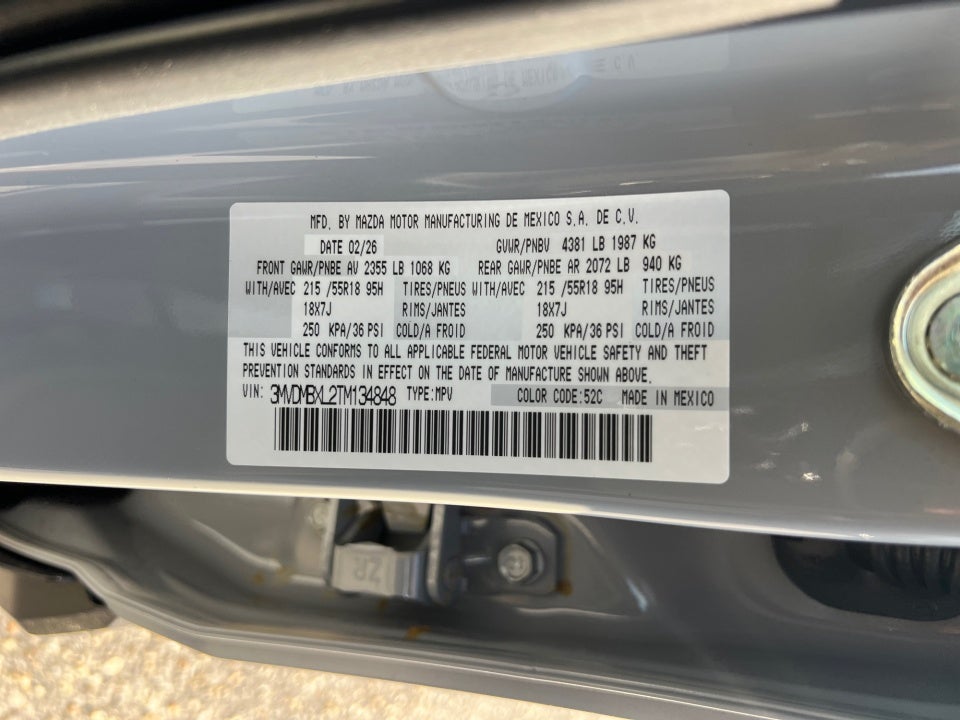 MFD. BY MAZDA MOTOR MANUFACTURING DE MEXICO S.A. DE C.V.
DATE 02/26 GVWR/PNBV 4381 LB 1987 KG
FRONT GAWR/PNBE AV 2355 LB 1068 KG REAR GAWR/PNBE AR 2072 LB 940 KG
WITH/AVEC 215 /55R18 95H TIRES/PNEUS WITH/AVEC 215 /55R18 95H TIRES/PNEUS
18X7J RIMS/JANTES 18X7J RIMS/JANTES
250 KPA/36 PSI COLD/A FROID 250 KPA/36 PSI COLD/A FROID
THIS VEHICLE CONFORMS TO ALL APPLICABLE FEDERAL MOTOR VEHICLE SAFETY AND THEFT
PREVENTION STANDARDS IN EFFECT ON THE DATE OF MANUFACTURE SHOWN ABOVE.
VIN: 3MVDMBXL2TM134848 TYPE:MPV COLOR CODE:52C MADE IN MEXICO
ZR